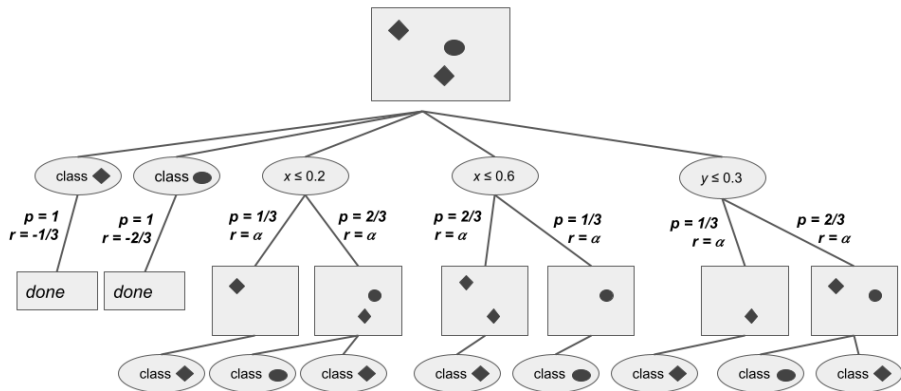 class
class
x ≤ 0.2
x ≤ 0.6
y ≤ 0.3
p = 1
r = -1/3
p = 1
r = -2/3
p = 1/3
r = α
p = 2/3
r = α
p = 2/3
r = α
p = 1/3
r = α
p = 1/3
r = α
p = 2/3
r = α
done
done
class
class
class
class
class
class
class
class